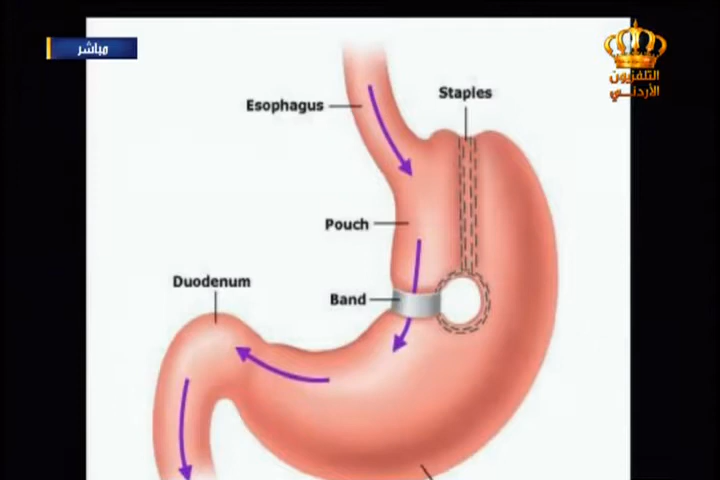 مباشر
التلفزيون
الأردني
Staples
Esophagus
Pouch
Duodenum
Band